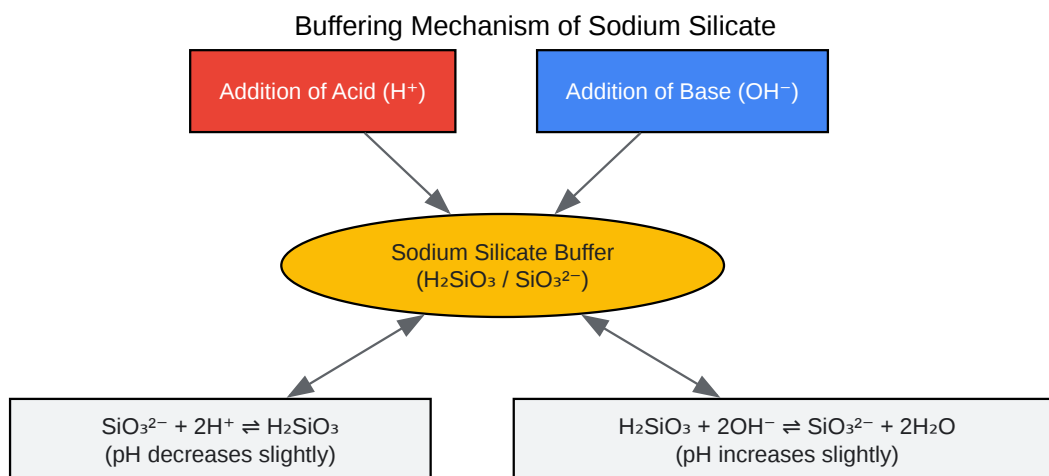 Buffering Mechanism of Sodium Silicate
Addition of Acid (H⁺)
Addition of Base (OH⁻)
Sodium Silicate Buffer
(H₂SiO₃ / SiO₃²⁻)
SiO₃²⁻ + 2H⁺ ⇌ H₂SiO₃
(pH decreases slightly)
H₂SiO₃ + 2OH⁻ ⇌ SiO₃²⁻ + 2H₂O
(pH increases slightly)